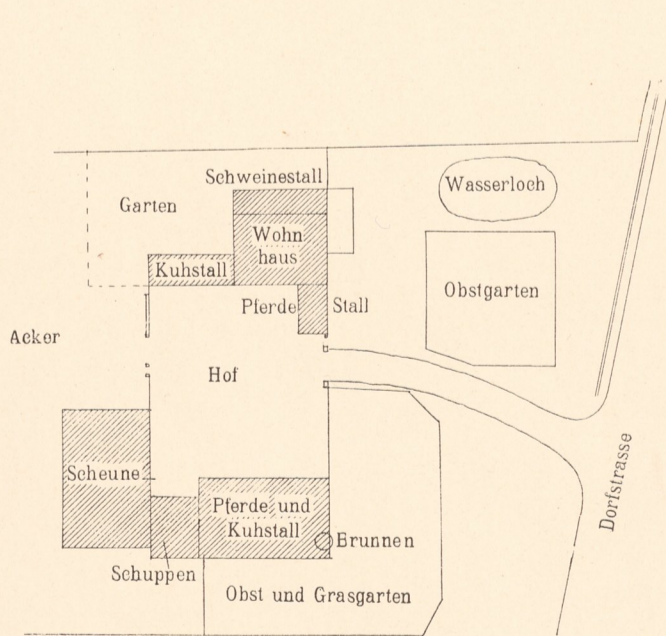 Schweinestall
Wasserloch
Garten
Wohn
haus
Kuhstall
Obstgarten
Pferde Stall
Acker
Hof
Scheune
Dorfstrasse
Pferde und
Kuhstall
Brunnen
Schuppen
Obst und Grasgarten